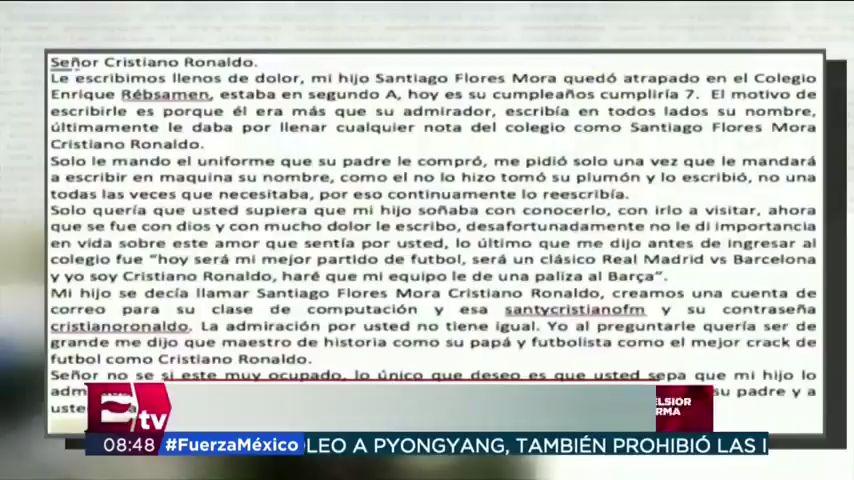 Señor Cristiano Ronaldo.
Le escribimos llenos de dolor, mi hijo Santiago Flores Mora quedó atrapado en el Colegio
Enrique Rébsamen, estaba en segundo A, hoy es su cumpleaños cumpliría 7. El motivo de
escribirle es porque él era más que su admirador, escribía en todos lados su nombre,
últimamente le daba por llenar cualquier nota del colegio como Santiago Flores Mora
Cristiano Ronaldo.
Solo le mando el uniforme que su padre le compró, me pidió solo una vez que le mandará
a escribir en maquina su nombre, como el no lo hizo tomó su plumón y lo escribió, no una
todas las veces que necesitaba, por eso continuamente lo reescribía.
Solo quería que usted supiera que mi hijo soñaba con conocerlo, con irlo a visitar, ahora
que se fue con dios y con mucho dolor le escribo, desafortunadamente no le di importancia
en vida sobre este amor que sentía por usted, lo último que me dijo antes de ingresar al
colegio fue “hoy será mi mejor partido de futbol, será un clásico Real Madrid vs Barcelona
y yo soy Cristiano Ronaldo, haré que mi equipo le de una paliza al Barça”.
Mi hijo se decía llamar Santiago Flores Mora Cristiano Ronaldo, creamos una cuenta de
correo para su clase de computación y esa santycristianofm y su contraseña
cristianoronaldo. La admiración por usted no tiene igual. Yo al preguntarle quería ser de
grande me dijo que maestro de historia como su papá y futbolista como el mejor crack de
futbol como Cristiano Ronaldo.
Señor no se si este muy ocupado, lo único que deseo es que usted sepa que mi hijo lo
adm su padre y a
uste
tv
ELSIOR
RMA
08:48 #FuerzaMéxico LEO A PYONGYANG, TAMBIÉN PROHIBIÓ LAS